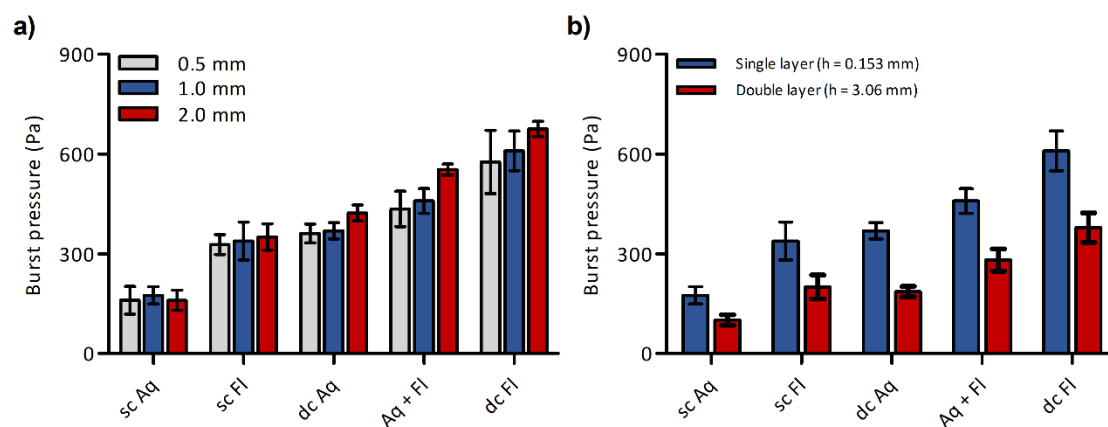 a)
900
600
300
0
Burst pressure (Pa)
0.5 mm
1.0 mm
2.0 mm
sc Aq
sc Fl
dc Aq
Aq + Fl
dc Fl
b)
900
600
300
0
Burst pressure (Pa)
Single layer (h = 0.153 mm)
Double layer (h = 3.06 mm)
sc Aq
sc Fl
dc Aq
Aq + Fl
dc Fl